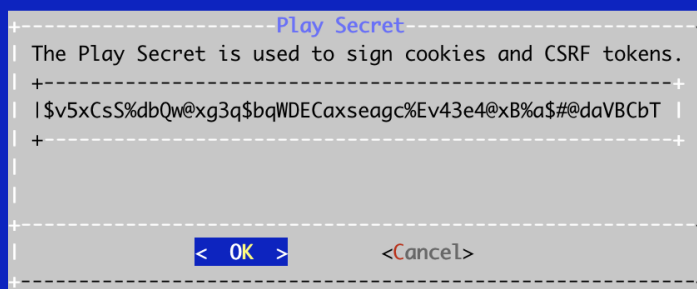 Play Secret
The Play Secret is used to sign cookies and CSRF tokens.
$v5xCsS%dbQw@xg3q$bqWDECaxseagc%Ev43e4@xB%a$#@daVBCbT
< OK > <Cancel>